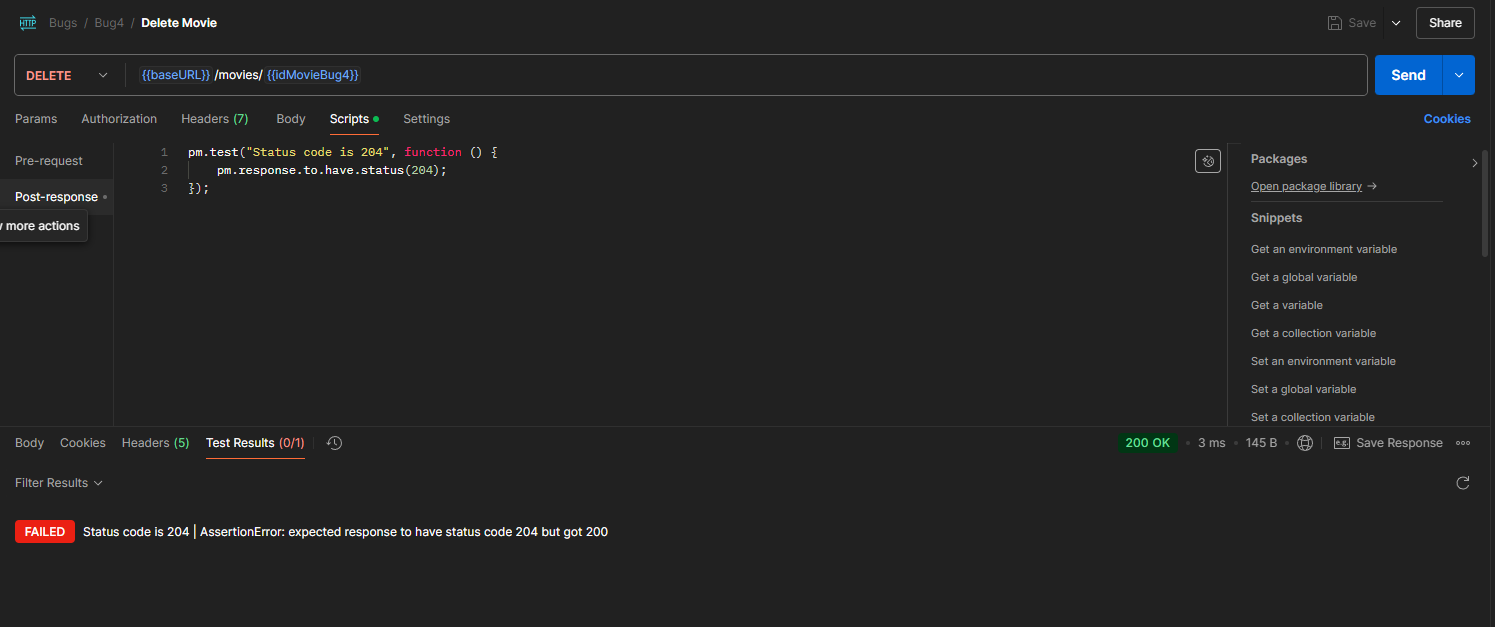 HTTP Bugs / Bug4 / Delete Movie Save Share
DELETE {{baseURL}} /movies/ {{idMovieBug4}} Send
Params Authorization Headers (7) Body Scripts Settings Cookies
Pre-request
Post-response
more actions
1 pm.test("Status code is 204", function () {
2 pm.response.to.have.status(204);
3 });
Packages
Open package library →
Snippets
Get an environment variable
Get a global variable
Get a variable
Get a collection variable
Set an environment variable
Set a global variable
Set a collection variable
Body Cookies Headers (5) Test Results (0/1) 200 OK • 3 ms • 145 B • e.g. Save Response
Filter Results
FAILED Status code is 204 | AssertionError: expected response to have status code 204 but got 200